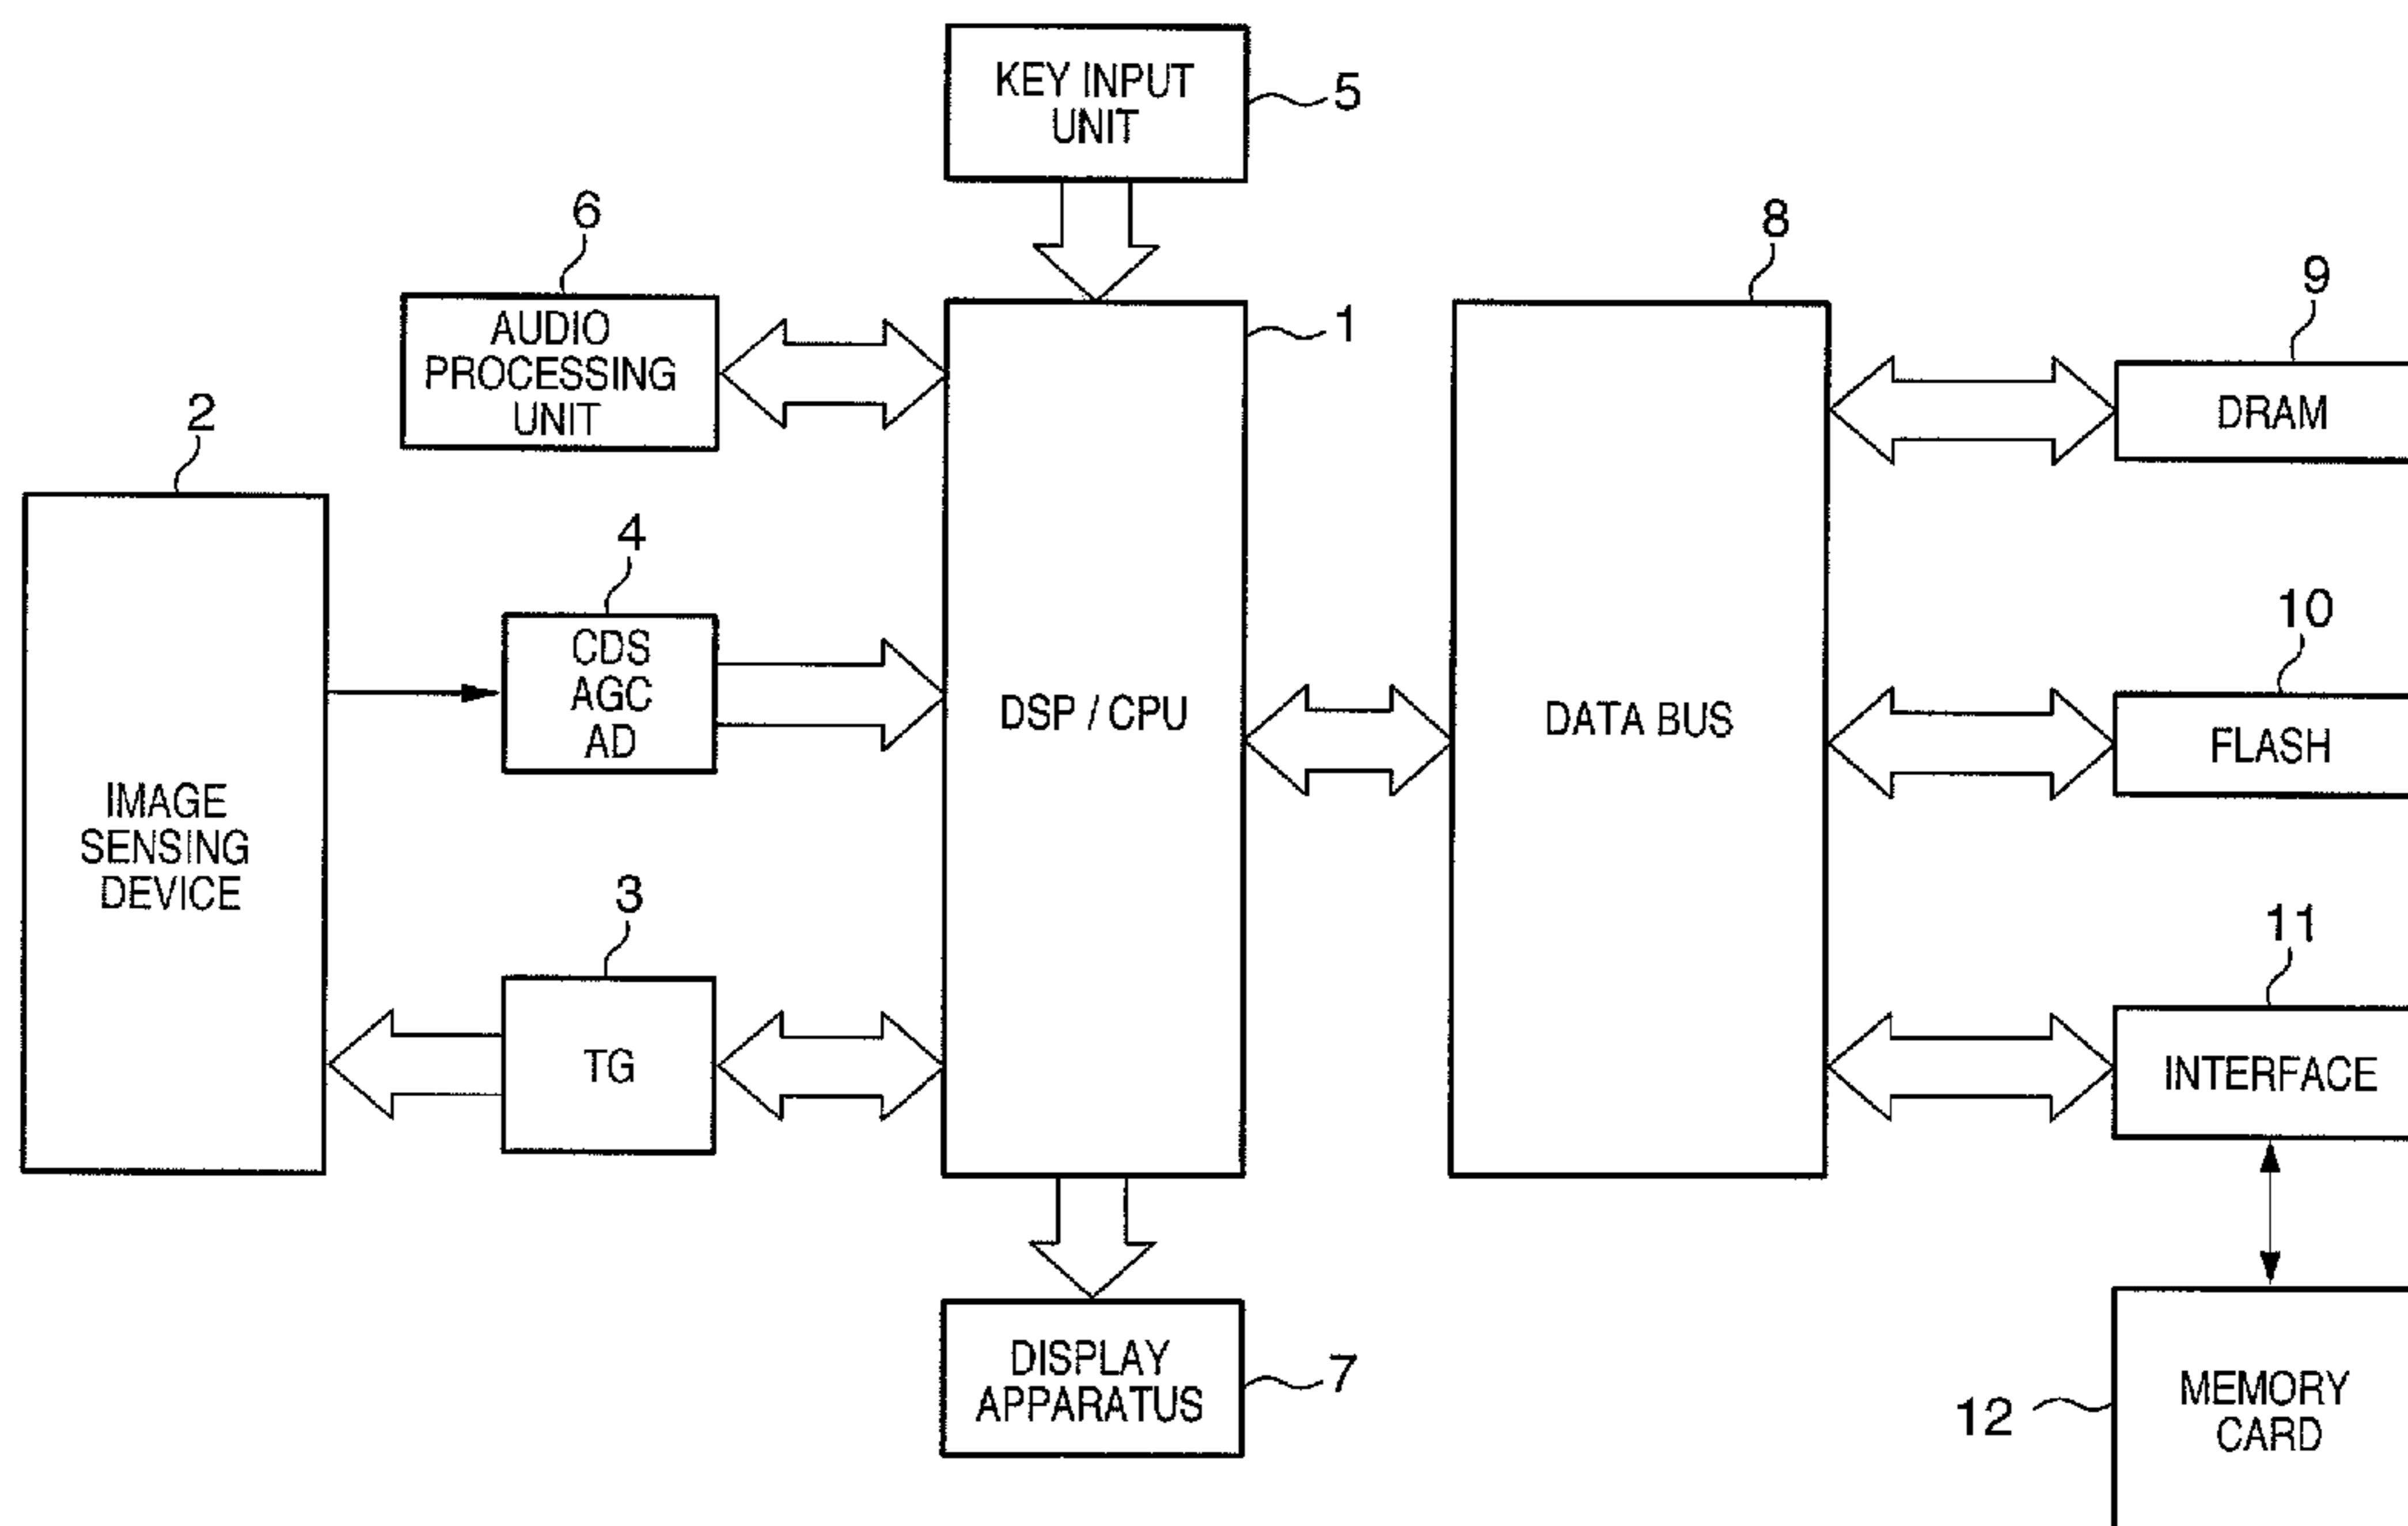 KEY INPUT
UNIT
5
6
AUDIO
PROCESSING
UNIT
1
8
9
DRAM
2
IMAGE
SENSING
DEVICE
4
CDS
AGC
AD
DSP / CPU
DATA BUS
10
FLASH
3
TG
11
INTERFACE
DISPLAY
APPARATUS
7
12
MEMORY
CARD